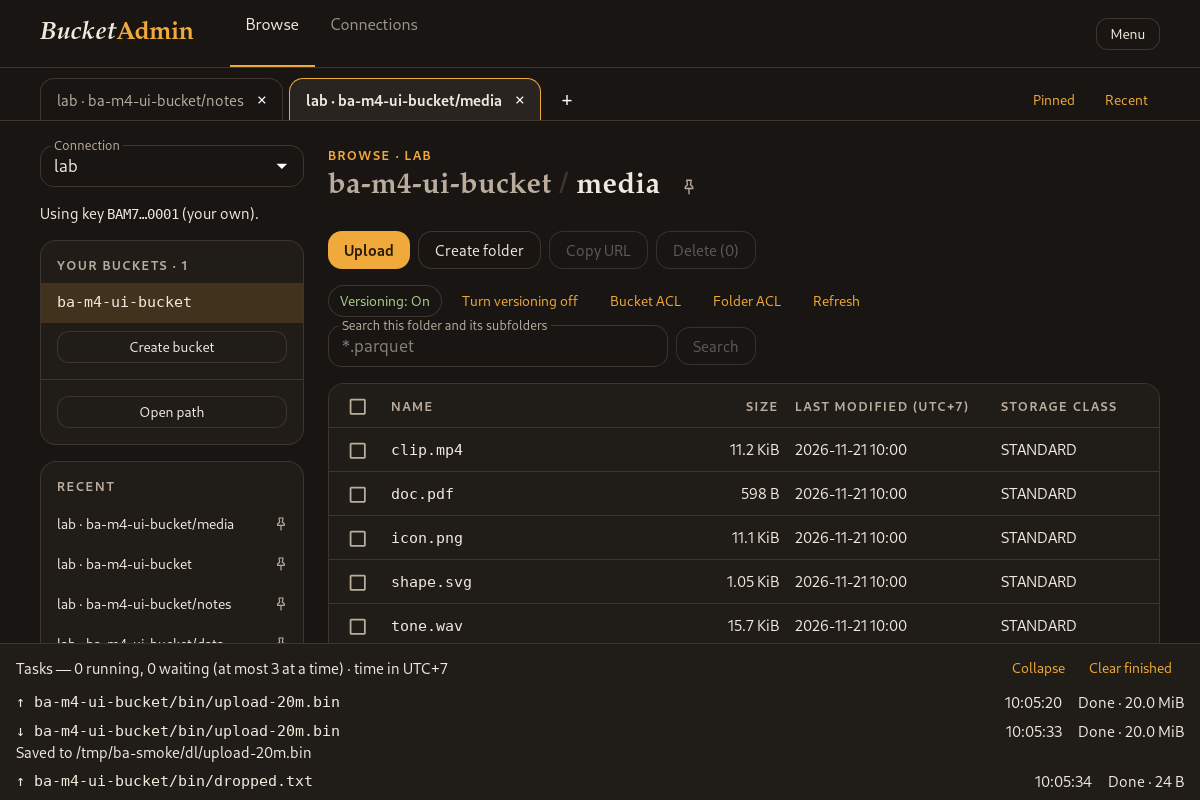 BucketAdmin
Browse
Connections
Menu
lab · ba-m4-ui-bucket/notes ×
lab · ba-m4-ui-bucket/media ×
+
Pinned
Recent
Connection
lab
Using key BAM7…0001 (your own).
YOUR BUCKETS · 1
ba-m4-ui-bucket
Create bucket
Open path
RECENT
lab · ba-m4-ui-bucket/media
lab · ba-m4-ui-bucket
lab · ba-m4-ui-bucket/notes
lab · ba-m4-ui-bucket/data
BROWSE · LAB
ba-m4-ui-bucket / media
Upload
Create folder
Copy URL
Delete (0)
Versioning: On
Turn versioning off
Bucket ACL
Folder ACL
Refresh
Search this folder and its subfolders
*.parquet
Search
NAME SIZE LAST MODIFIED (UTC+7) STORAGE CLASS
clip.mp4 11.2 KiB 2026-11-21 10:00 STANDARD
doc.pdf 598 B 2026-11-21 10:00 STANDARD
icon.png 11.1 KiB 2026-11-21 10:00 STANDARD
shape.svg 1.05 KiB 2026-11-21 10:00 STANDARD
tone.wav 15.7 KiB 2026-11-21 10:00 STANDARD
Tasks — 0 running, 0 waiting (at most 3 at a time) · time in UTC+7
Collapse
Clear finished
↑ ba-m4-ui-bucket/bin/upload-20m.bin 10:05:20 Done · 20.0 MiB
↓ ba-m4-ui-bucket/bin/upload-20m.bin 10:05:33 Done · 20.0 MiB
Saved to /tmp/ba-smoke/dl/upload-20m.bin
↑ ba-m4-ui-bucket/bin/dropped.txt 10:05:34 Done · 24 B